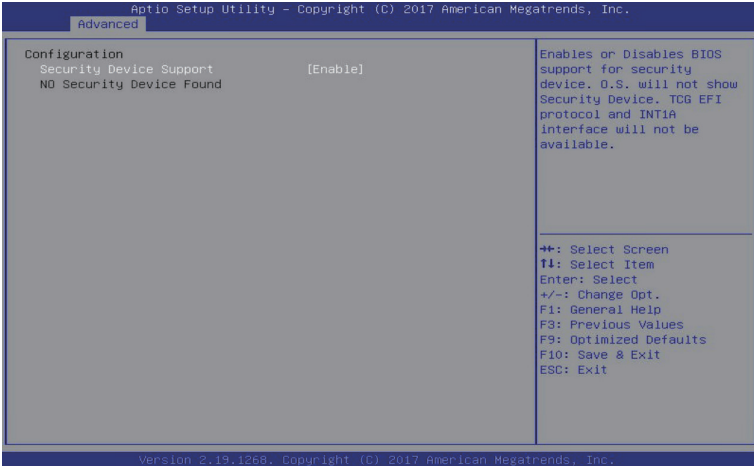 Aptio Setup Utility – Copyright (C) 2017 American Megatrends, Inc.
Advanced
Configuration
Security Device Support [Enable]
NO Security Device Found
Enables or Disables BIOS
support for security
device. O.S. will not show
Security Device. TCG EFI
protocol and INT1A
interface will not be
available.
→←: Select Screen
↑↓: Select Item
Enter: Select
+/-: Change Opt.
F1: General Help
F3: Previous Values
F9: Optimized Defaults
F10: Save & Exit
ESC: Exit
Version 2.19.1268. Copyright (C) 2017 American Megatrends, Inc.